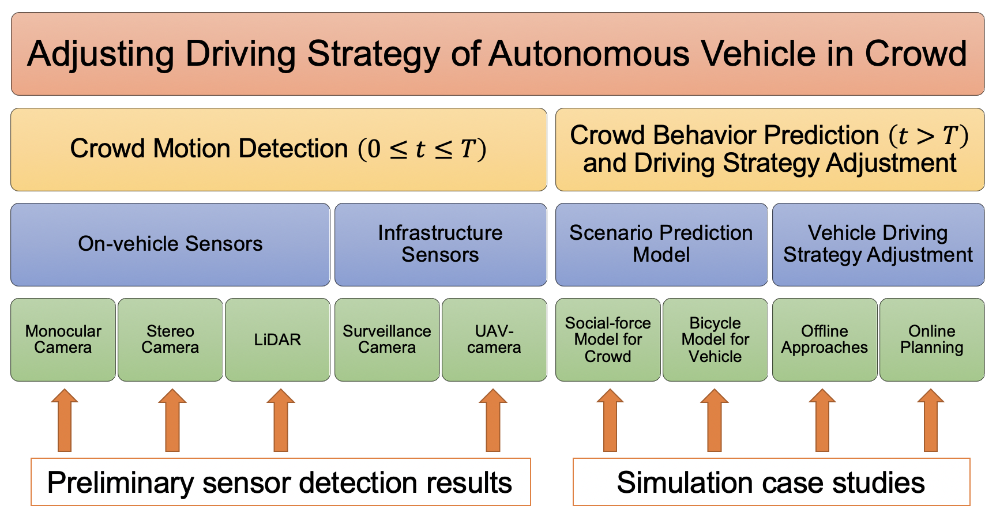 Adjusting Driving Strategy of Autonomous Vehicle in Crowd
Crowd Motion Detection (0 ≤ t ≤ T)
Crowd Behavior Prediction (t > T)
and Driving Strategy Adjustment
On-vehicle Sensors
Infrastructure
Sensors
Scenario Prediction
Model
Vehicle Driving
Strategy Adjustment
Monocular
Camera
Stereo
Camera
LiDAR
Surveillance
Camera
UAV-
camera
Social-force
Model for
Crowd
Bicycle
Model for
Vehicle
Offline
Approaches
Online
Planning
Preliminary sensor detection results
Simulation case studies